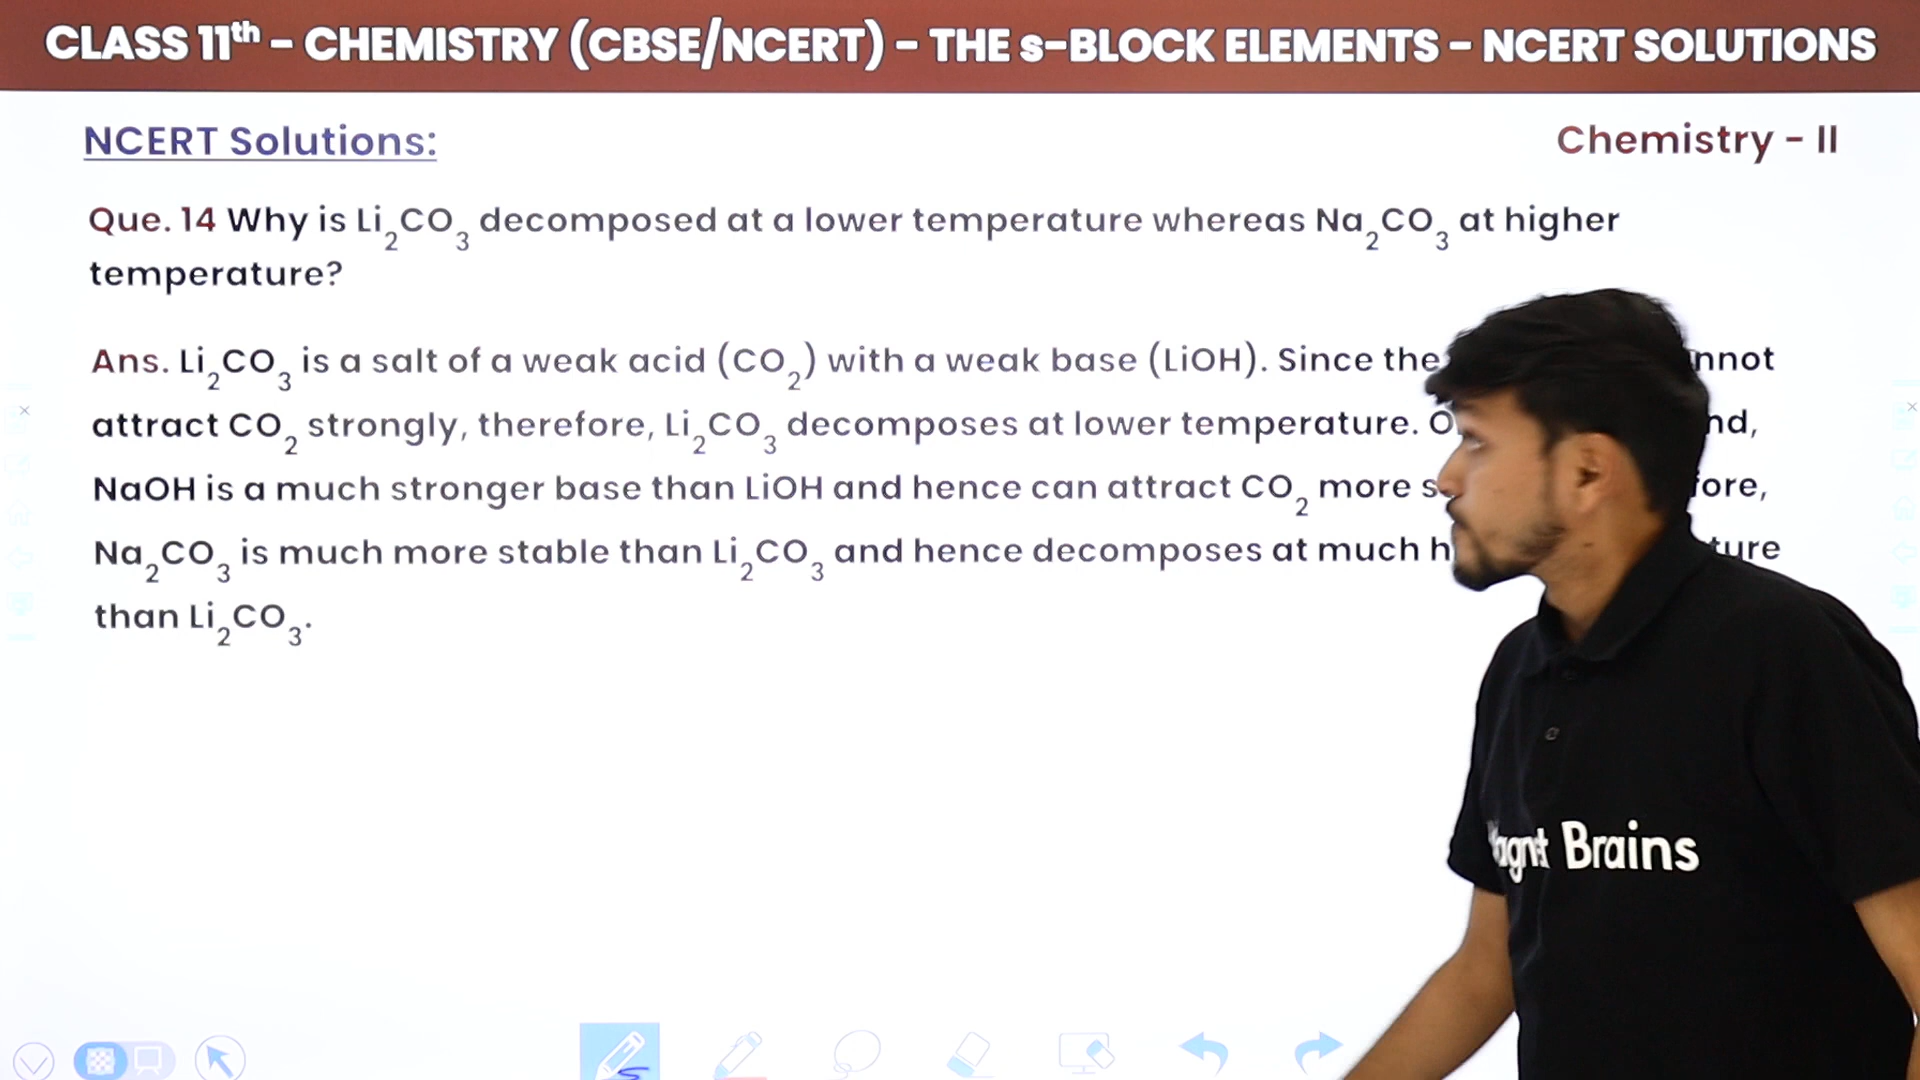 CLASS 11th - CHEMISTRY (CBSE/NCERT) - THE s-BLOCK ELEMENTS - NCERT SOLUTIONS
NCERT Solutions:
Chemistry - II
Que. 14 Why is Li₂CO₃ decomposed at a lower temperature whereas Na₂CO₃ at higher
temperature?
Ans. Li₂CO₃ is a salt of a weak acid (CO₂) with a weak base (LiOH). Since the
attract CO₂ strongly, therefore, Li₂CO₃ decomposes at lower temperature.
NaOH is a much stronger base than LiOH and hence can attract CO₂ more
Na₂CO₃ is much more stable than Li₂CO₃ and hence decomposes at much
than Li₂CO₃.
Brains